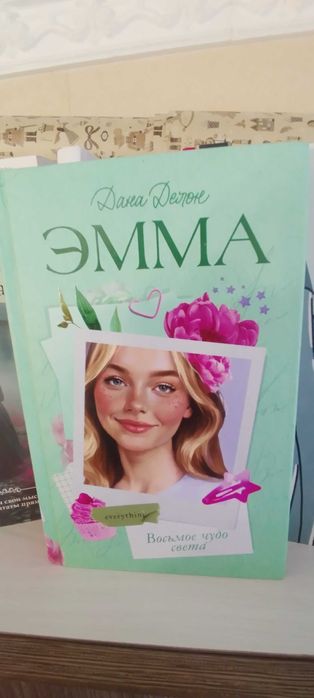 Дана Делон
ЭММА
everything
Восьмое чудо
света